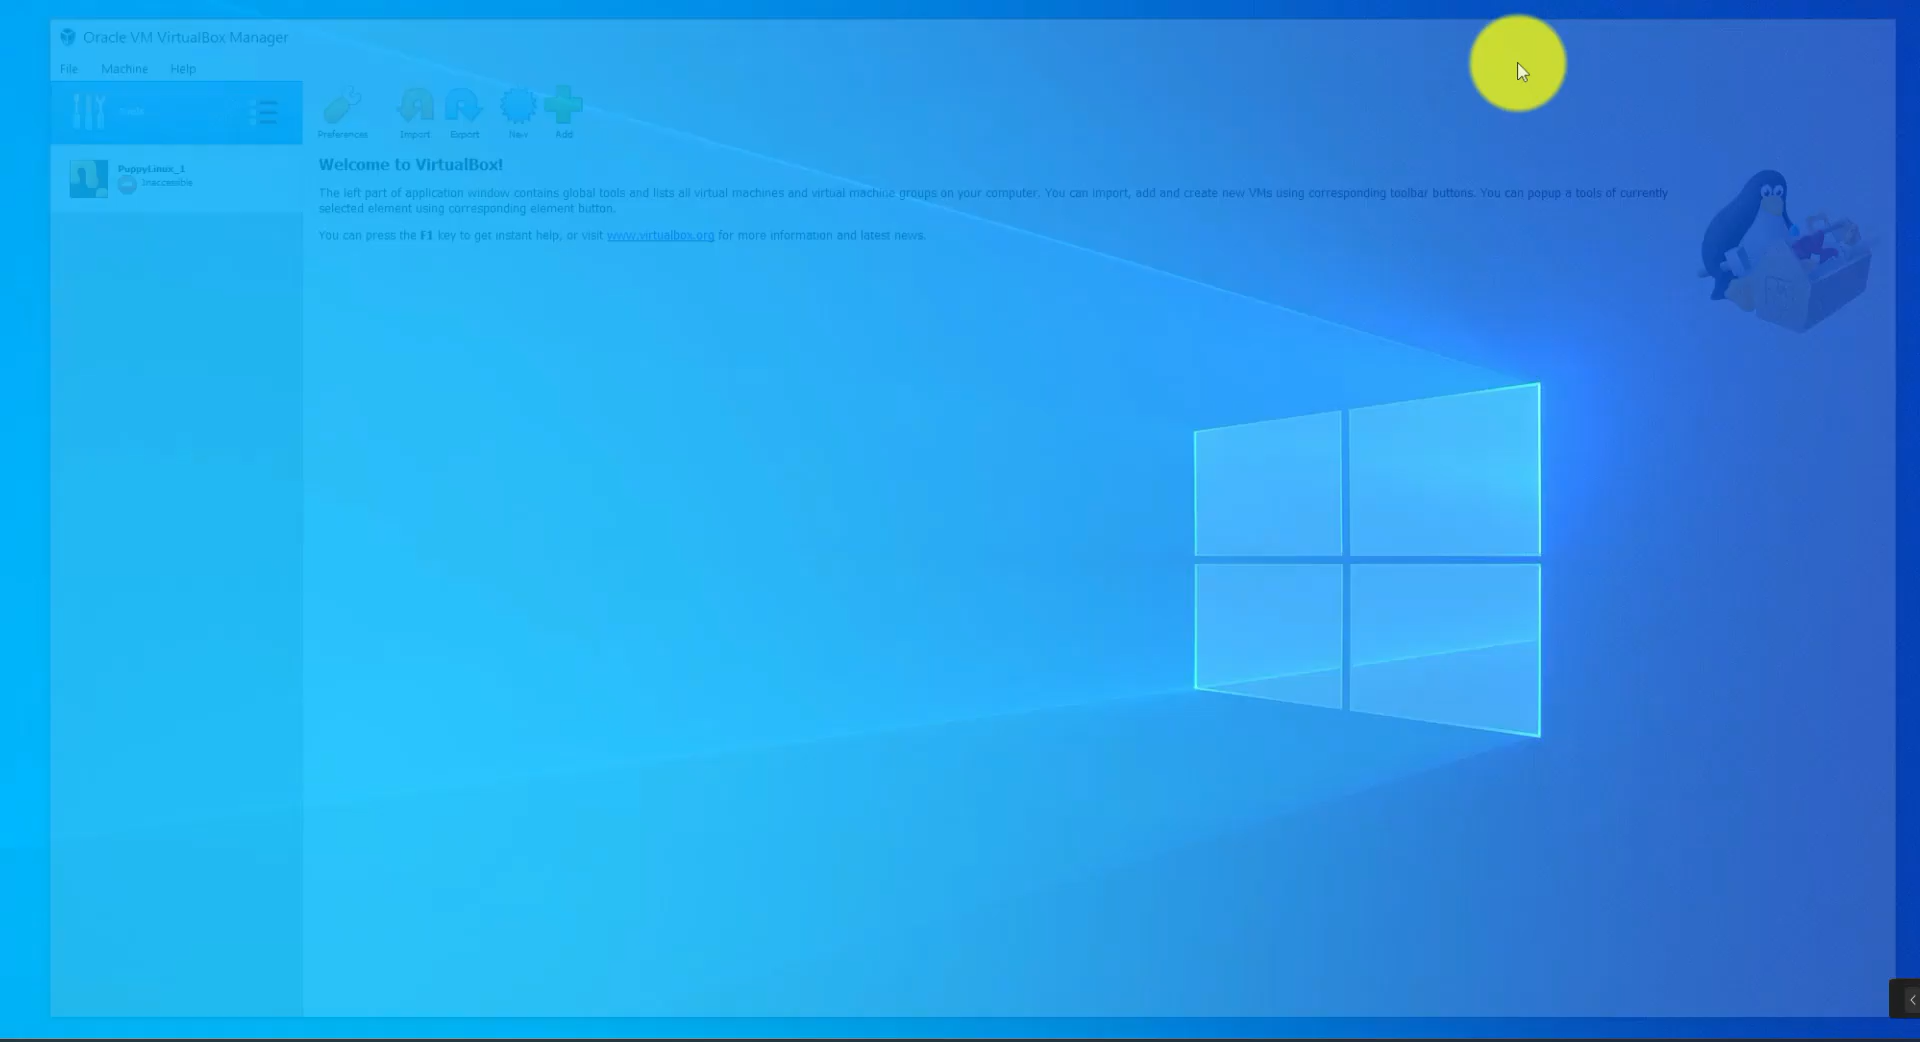 Oracle VM VirtualBox Manager
File Machine Help
Tools
Preferences Import Export New Add
Welcome to VirtualBox!
PuppyLinux_1
Inaccessible
The left part of application window contains global tools and lists all virtual machines and virtual machine groups on your computer. You can import, add and create new VMs using corresponding toolbar buttons. You can popup a tools of currently
selected element using corresponding element button.
You can press the F1 key to get instant help, or visit www.virtualbox.org for more information and latest news.